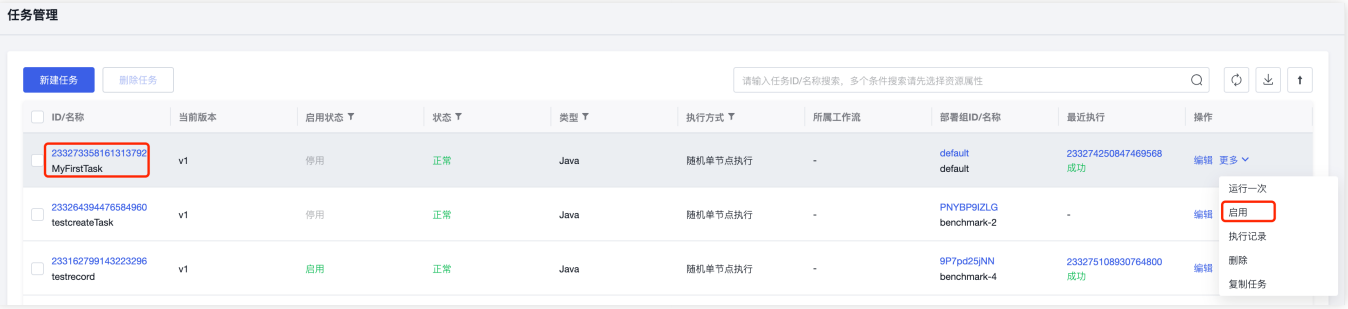 任务管理
新建任务 删除任务 请输入任务ID/名称搜索，多个条件搜索请先选择资源属性
ID/名称 当前版本 启用状态 状态 类型 执行方式 所属工作流 部署组ID/名称 最近执行 操作
233273358161313792 v1 停用 正常 Java 随机单节点执行 - default 233274250847469568 编辑 更多
MyFirstTask default 成功
运行一次
233264394476584960 v1 停用 正常 Java 随机单节点执行 - PNYBP9IZLG - 编辑 启用
testcreateTask benchmark-2
执行记录
233162799143223296 v1 启用 正常 Java 随机单节点执行 - 9P7pd25jNN 233275108930764800 编辑 删除
testrecord benchmark-4 成功
复制任务